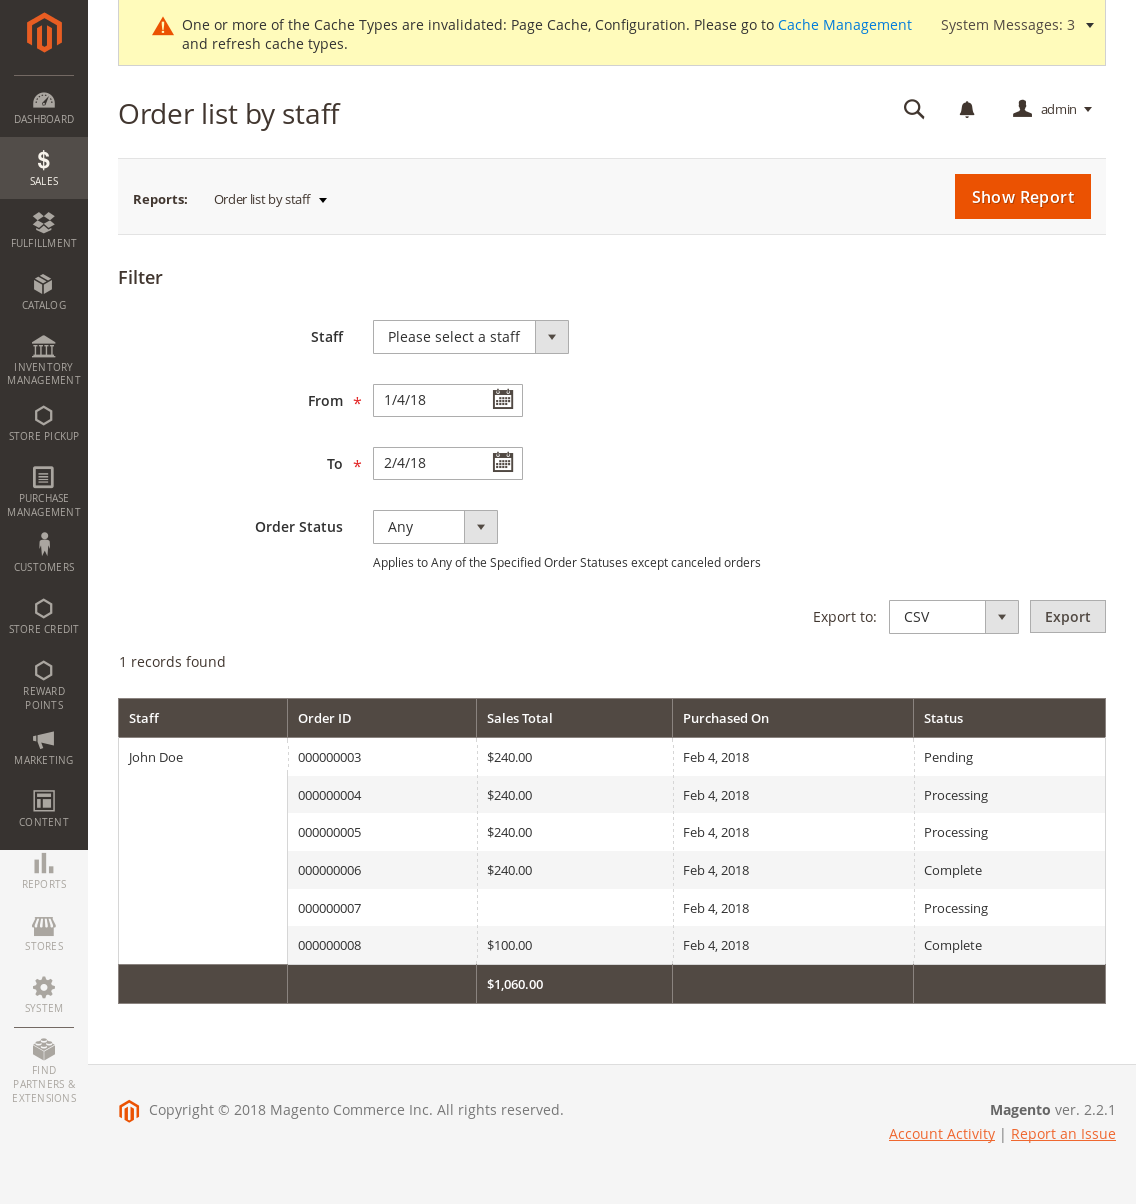 One or more of the Cache Types are invalidated: Page Cache, Configuration. Please go to Cache Management
and refresh cache types.
System Messages: 3
Order list by staff
admin
Reports: Order list by staff
Show Report
DASHBOARD
SALES
FULFILLMENT
CATALOG
INVENTORY
MANAGEMENT
STORE PICKUP
PURCHASE
MANAGEMENT
CUSTOMERS
STORE CREDIT
REWARD
POINTS
MARKETING
CONTENT
REPORTS
STORES
SYSTEM
FIND
PARTNERS &
EXTENSIONS
Filter
Staff Please select a staff
From * 1/4/18
To * 2/4/18
Order Status Any
Applies to Any of the Specified Order Statuses except canceled orders
Export to: CSV Export
1 records found
Staff Order ID Sales Total Purchased On Status
John Doe 000000003 $240.00 Feb 4, 2018 Pending
000000004 $240.00 Feb 4, 2018 Processing
000000005 $240.00 Feb 4, 2018 Processing
000000006 $240.00 Feb 4, 2018 Complete
000000007 Feb 4, 2018 Processing
000000008 $100.00 Feb 4, 2018 Complete
$1,060.00
Copyright © 2018 Magento Commerce Inc. All rights reserved.
Magento ver. 2.2.1
Account Activity | Report an Issue